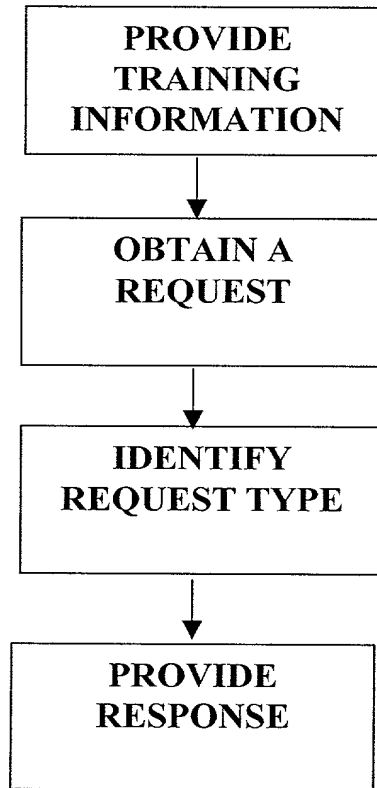 PROVIDE
TRAINING
INFORMATION
OBTAIN A
REQUEST
IDENTIFY
REQUEST TYPE
PROVIDE
RESPONSE